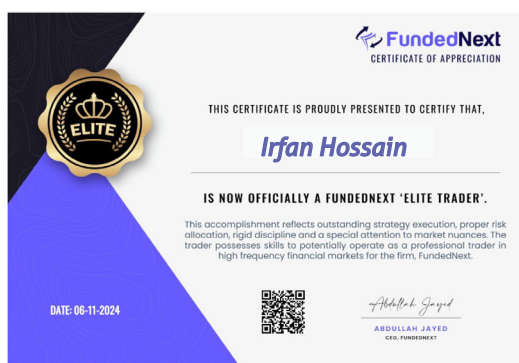 FundedNext
CERTIFICATE OF APPRECIATION
ELITE
THIS CERTIFICATE IS PROUDLY PRESENTED TO CERTIFY THAT,
Irfan Hossain
IS NOW OFFICIALLY A FUNDEDNEXT ‘ELITE TRADER’.
This accomplishment reflects outstanding strategy execution, proper risk
allocation, rigid discipline and a special attention to market nuances. The
trader possesses skills to potentially operate as a professional trader in
high frequency financial markets for the firm, FundedNext.
DATE: 06-11-2024
Abdullah Jayed
ABDULLAH JAYED
CEO, FUNDEDNEXT